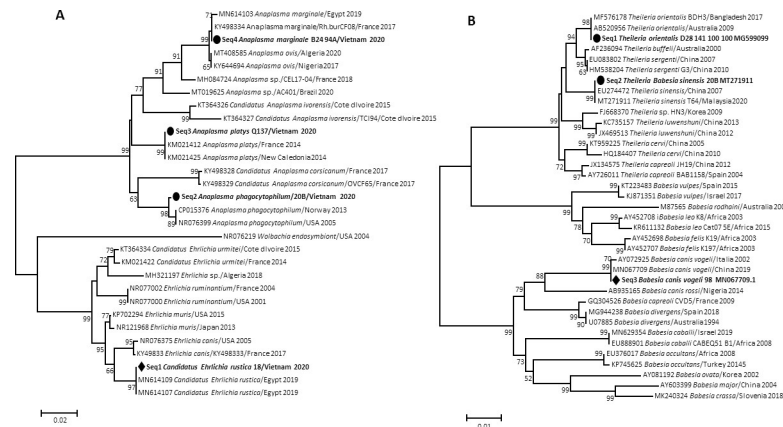 A
MN614103 Anaplasma marginale/Egypt 2019
KY498334 Anaplasma marginale/Rh.burCF08/France 2017
Seq4 Anaplasma marginale B24 94A/Vietnam 2020
MT408585 Anaplasma ovis/Algeria 2020
KY644694 Anaplasma ovis/Nigeria 2017
MH084724 Anaplasma sp./CEL17-04/France 2018
MT019625 Anaplasma sp./AC401/Brazil 2020
KT364326 Candidatus Anaplasma ivorensis/Cote dIvoire 2015
KT364327 Candidatus Anaplasma ivorensis/TCI94/Cote dIvoire 2015
Seq3 Anaplasma platys Q137/Vietnam 2020
KM021412 Anaplasma platys/France 2014
KM021425 Anaplasma platys/New Caledonia 2014
KY498328 Candidatus Anaplasma corsicanum/France 2017
KY498329 Candidatus Anaplasma corsicanum/OVCF65/France 2017
Seq2 Anaplasma phagocytophilum/20B/Vietnam 2020
CP015376 Anaplasma phagocytophilum/Norway 2013
NR076399 Anaplasma phagocytophilum/USA 2005
NR076219 Wolbachia endosymbiont/USA 2004
KT364334 Candidatus Ehrlichia urmitei/Cote dIvoire 2015
KM021422 Candidatus Ehrlichia urmitei/France 2014
MH321197 Ehrlichia sp./Algeria 2018
NR077002 Ehrlichia ruminantium/France 2004
NR077000 Ehrlichia ruminantium/USA 2001
KP702294 Ehrlichia muris/USA 2015
NR121968 Ehrlichia muris/Japan 2013
NR076375 Ehrlichia canis/USA 2005
KY49833 Ehrlichia canis/KY498333/France 2017
Seq1 Candidatus Ehrlichia rustica 18/Vietnam 2020
MN614109 Candidatus Ehrlichia rustica/Egypt 2019
MN614107 Candidatus Ehrlichia rustica/Egypt 2019
71
99
65
91
77
99
99
99
99
99
63
98
89
79
99
99
99
77
95
95
66
97
0.02
B
MF576178 Theileria orientalis BDH3/Bangladesh 2017
AB520956 Theileria orientalis/Australia 2009
Seq1 Theileria orientalis D28 141 100 100 MG599099
AF236094 Theileria buffeli/Australia 2000
EU083802 Theileria sergenti/China 2007
HM538204 Theileria sergenti G3/China 2010
Seq2 Theileria Babesia sinensis 20B MT271911
EU274472 Theileria sinensis/China 2007
MT271911 Theileria sinensis T64/Malaysia 2020
FJ668370 Theileria sp. HN3/Korea 2009
KC735157 Theileria luwenshuni/China 2013
JX469513 Theileria luwenshuni/China 2012
KT959225 Theileria cervi/China 2005
HQ184407 Theileria cervi/China 2010
JX134575 Theileria capreoli JH19/China 2012
AY726011 Theileria capreoli BAB1158/Spain 2004
KT223483 Babesia vulpes/Spain 2015
KJ871351 Babesia vulpes/Israel 2017
M87565 Babesia rodhaini/Australia 2003
AY452708 iBabesia leo K8/Africa 2003
KR611132 Babesia leo Cat07 5E/Africa 2015
AY452698 Babesia felis K19/Africa 2003
AY452707 Babesia felis K197/Africa 2003
AY072925 Babesia canis vogeli/Italia 2002
MN067709 Babesia canis vogeli/China 2019
Seq3 Babesia canis vogeli 98 MN067709.1
AB935165 Babesia canis rossi/Nigeria 2014
GQ304526 Babesia capreoli CVD5/France 2009
MG944238 Babesia divergens/Spain 2018
U07885 Babesia divergens/Australia 1994
MN629354 Babesia caballi/Israel 2019
EU888901 Babesia caballi CABEQ51 B1/Africa 2008
EU376017 Babesia occultans/Africa 2008
KP745625 Babesia occultans/Turkey 20145
AY081192 Babesia ovata/Korea 2002
AY603399 Babesia major/China 2004
MK240324 Babesia crassa/Slovenia 2018
98
94
95
63
99
99
99
99
72
97
99
99
99
99
70
88
99
99
90
99
99
73
52
99
0.01